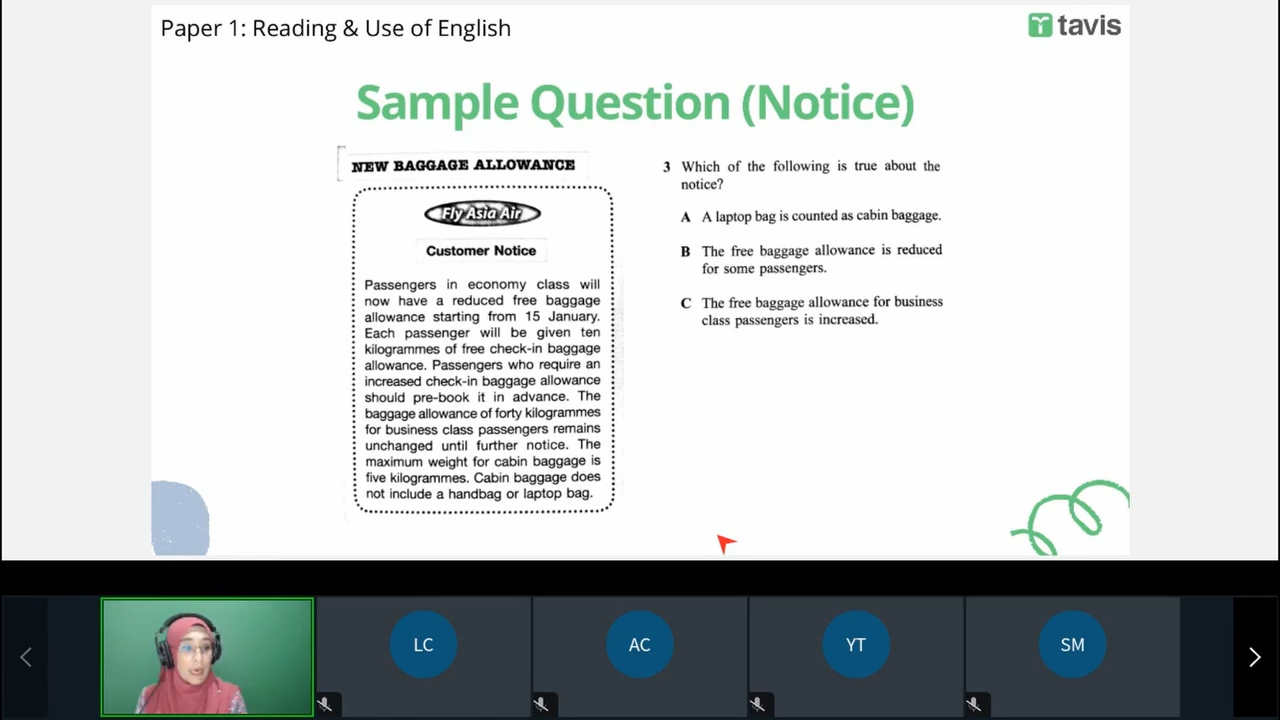 Paper 1: Reading & Use of English
tavis
Sample Question (Notice)
NEW BAGGAGE ALLOWANCE
Fly Asia Air
Customer Notice
Passengers in economy class will
now have a reduced free baggage
allowance starting from 15 January.
Each passenger will be given ten
kilogrammes of free check-in baggage
allowance. Passengers who require an
increased check-in baggage allowance
should pre-book it in advance. The
baggage allowance of forty kilogrammes
for business class passengers remains
unchanged until further notice. The
maximum weight for cabin baggage is
five kilogrammes. Cabin baggage does
not include a handbag or laptop bag.
3 Which of the following is true about the
notice?
A A laptop bag is counted as cabin baggage.
B The free baggage allowance is reduced
for some passengers.
C The free baggage allowance for business
class passengers is increased.
LC
AC
YT
SM